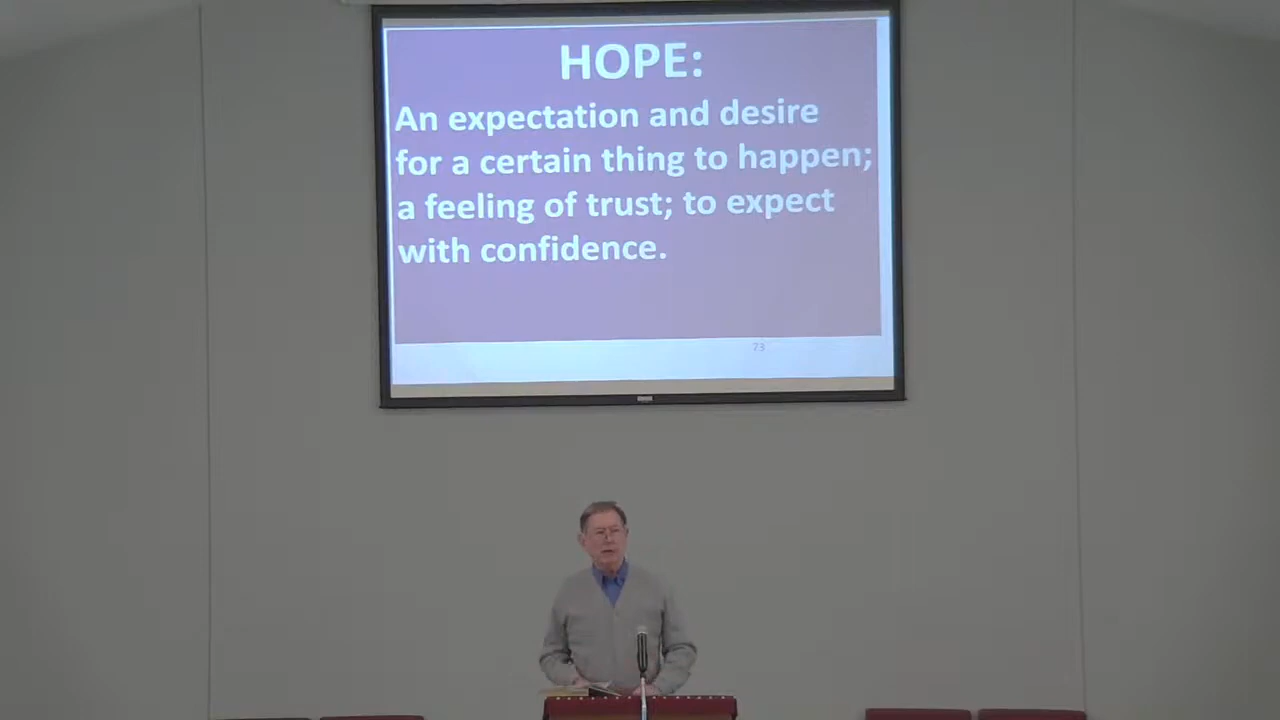 HOPE:
An expectation and desire
for a certain thing to happen;
a feeling of trust; to expect
with confidence.
73